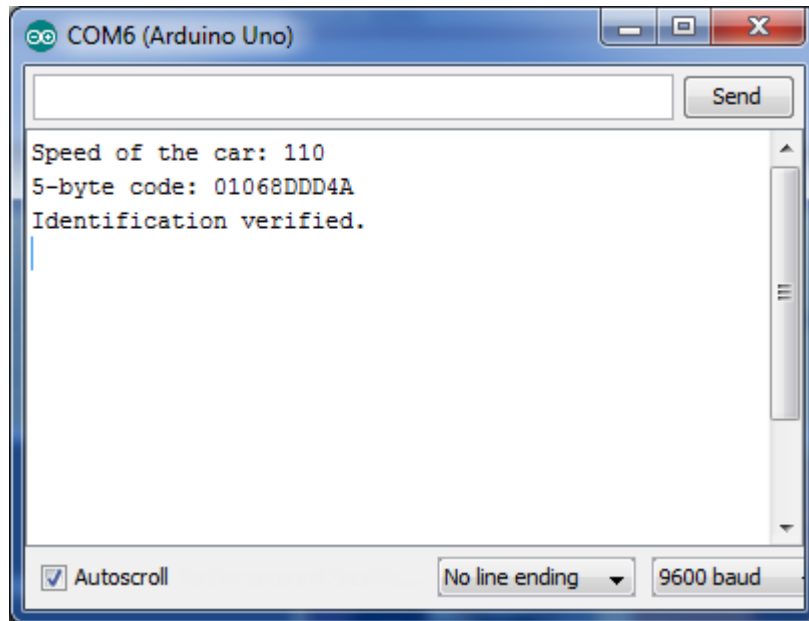 COM6 (Arduino Uno)
Send
Speed of the car: 110
5-byte code: 01068DDD4A
Identification verified.
Autoscroll
No line ending
9600 baud